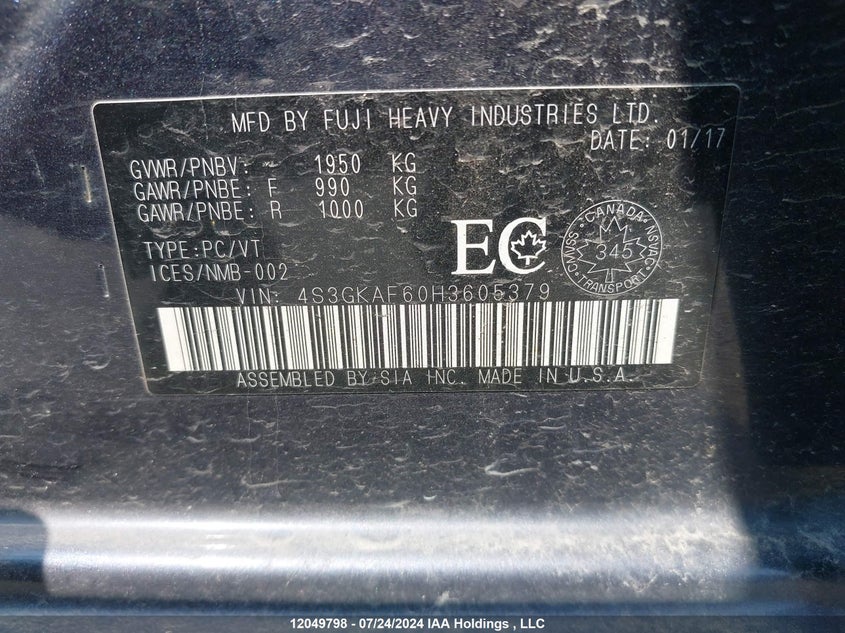 MFD BY FUJI HEAVY INDUSTRIES LTD.
DATE: 01/17
GVWR/PNBV: 1950 KG
GAWR/PNBE: F 990 KG
GAWR/PNBE: R 1000 KG
TYPE:PC/VT
ICES/NMB-002
EC
CANADA
CMVSS NSVAC
345
TRANSPORT
VIN: 4S3GKAF60H3605379
ASSEMBLED BY SIA INC. MADE IN U.S.A.
12049798 - 07/24/2024 IAA Holdings , LLC